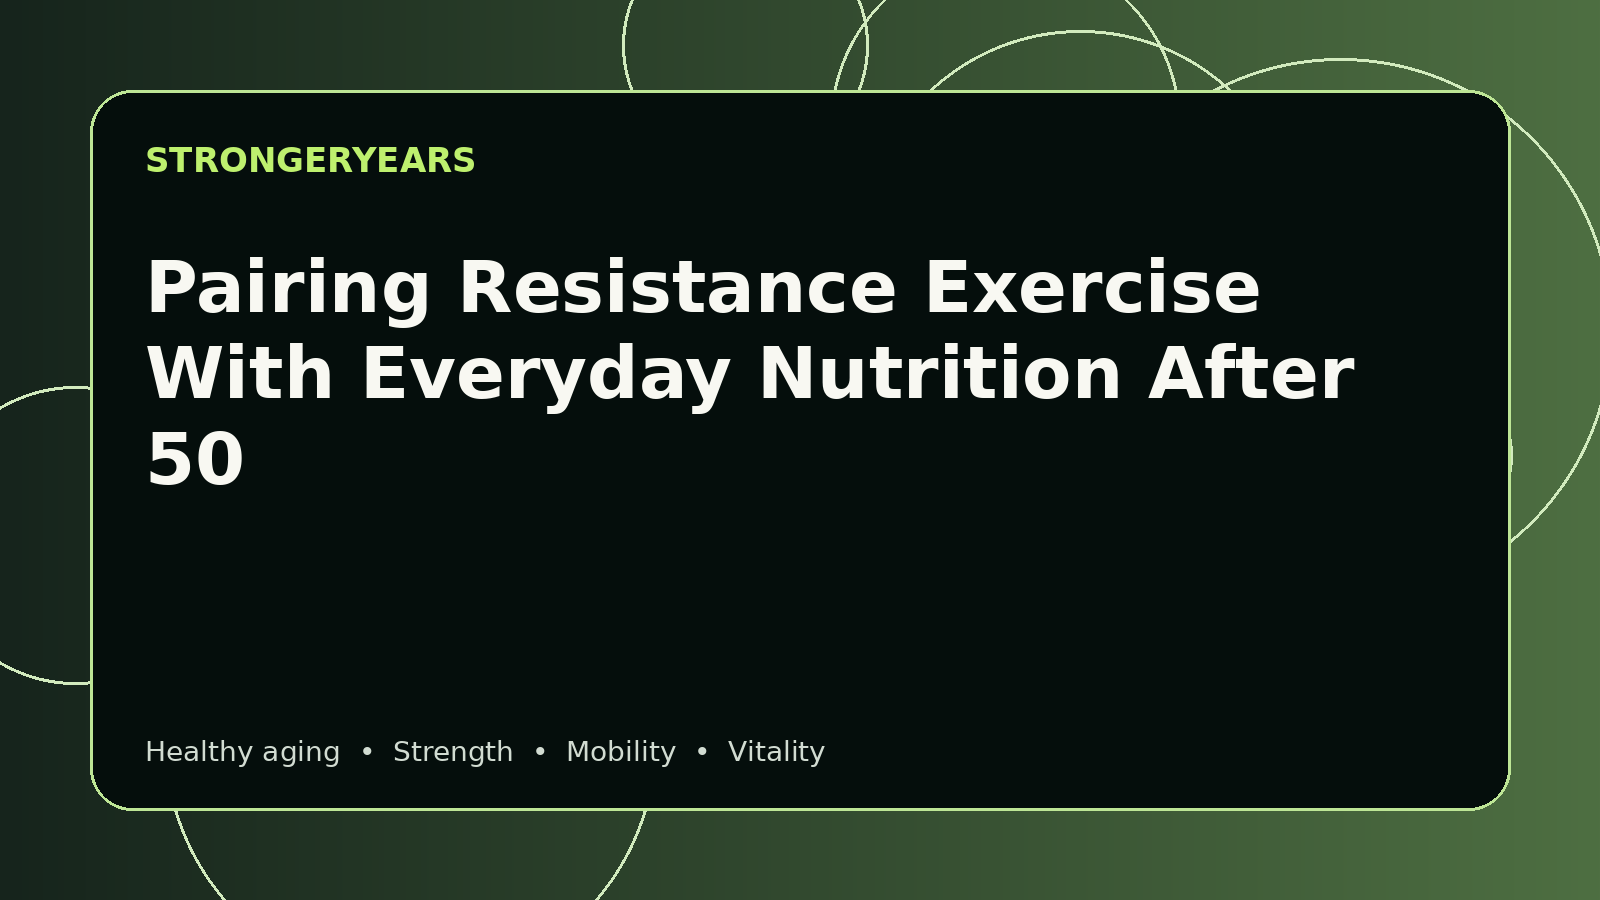 STRONGERYEARS
Pairing Resistance Exercise
With Everyday Nutrition After
50
Healthy aging • Strength • Mobility • Vitality